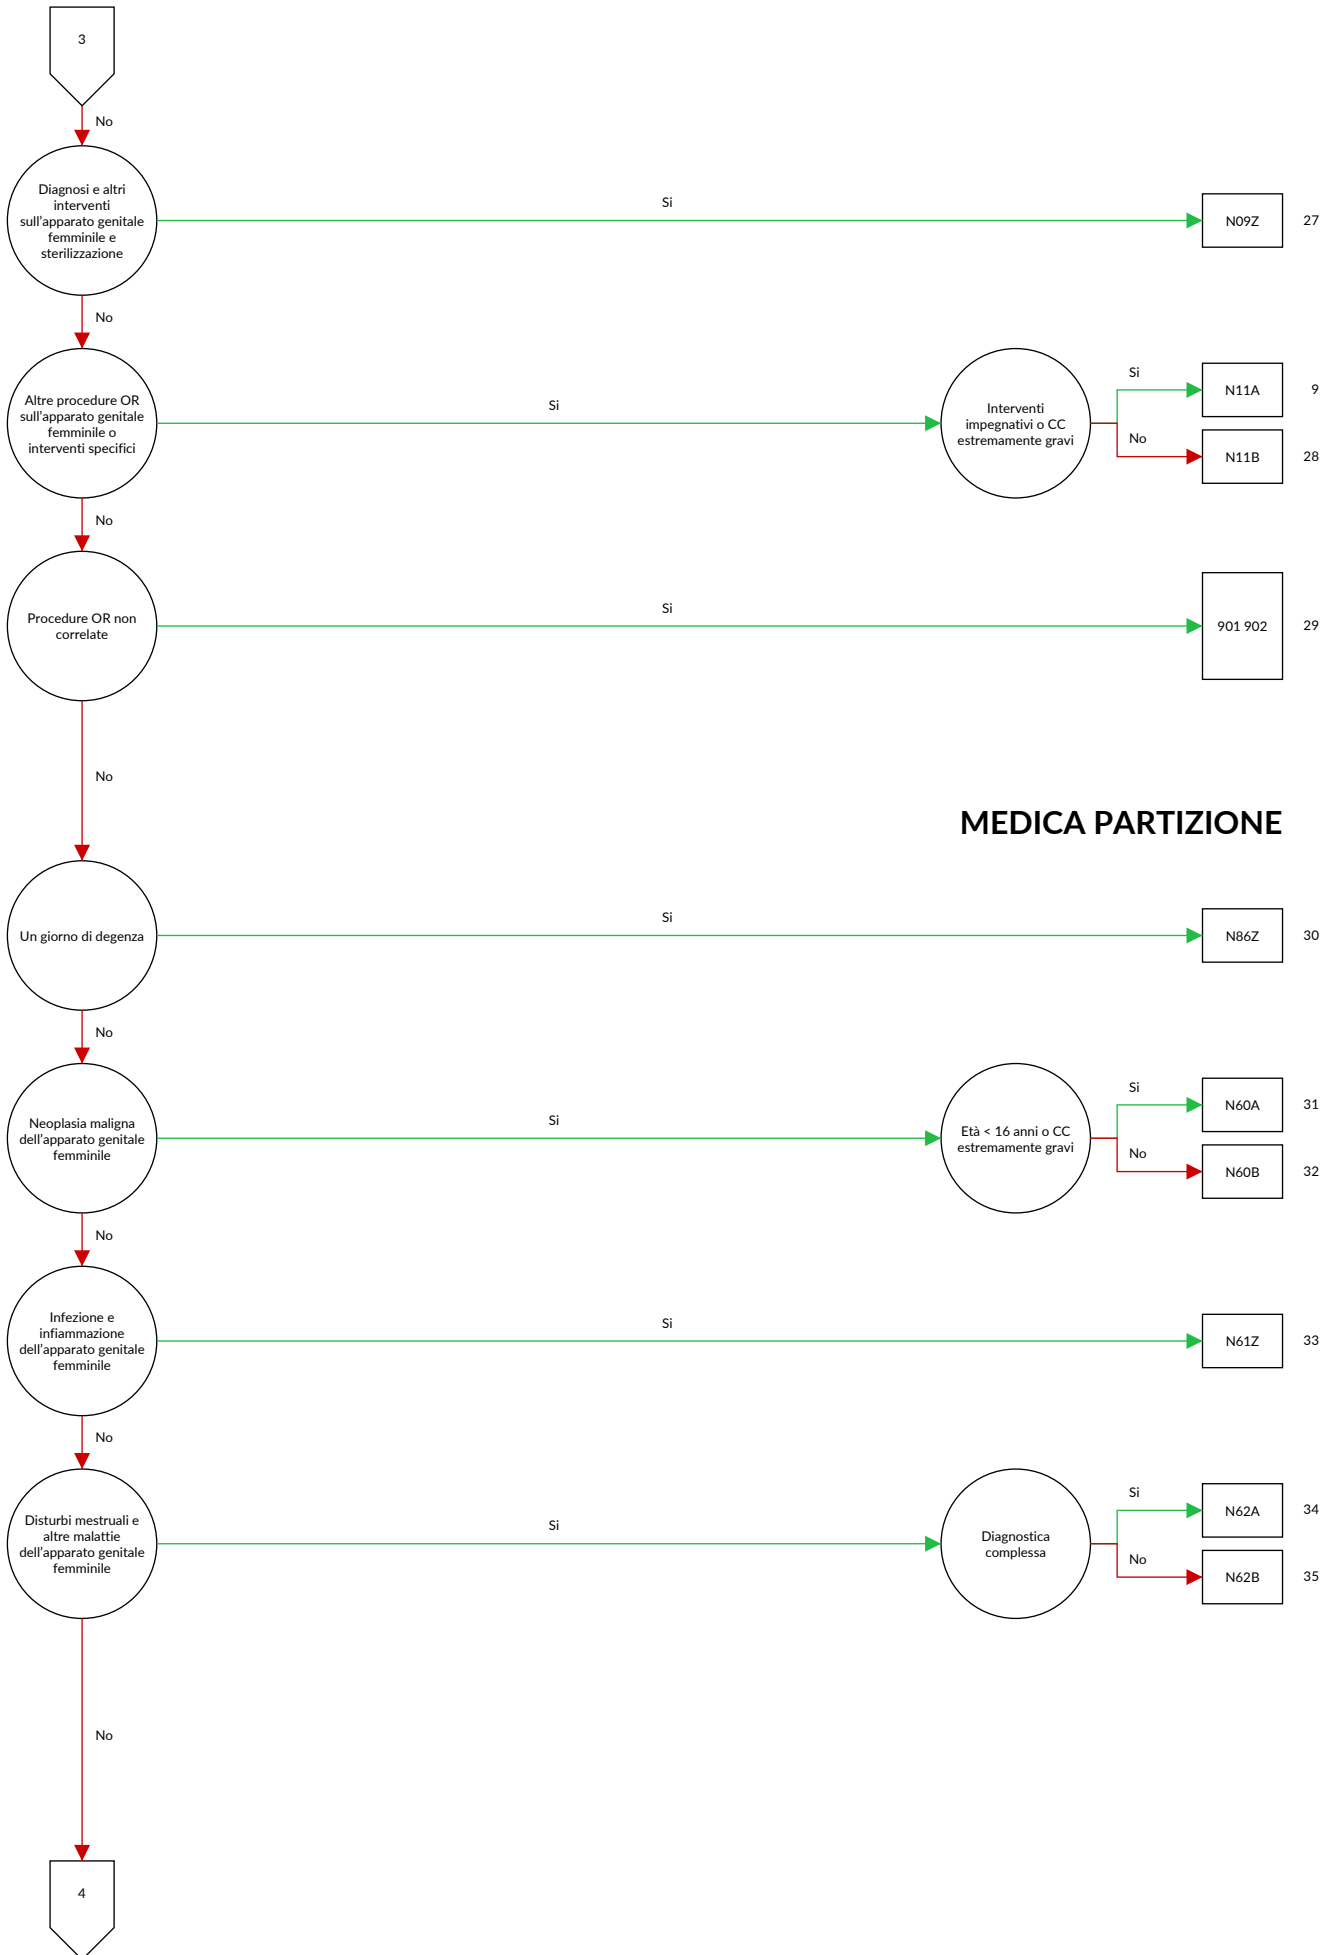 3
No
Diagnosi e altri
interventi
sull'apparato genitale
femminile e
sterilizzazione
Si
N09Z
27
No
Altre procedure OR
sull'apparato genitale
femminile o
interventi specifici
Si
Interventi
impegnativi o CC
estremamente gravi
Si
N11A
9
No
N11B
28
No
Procedure OR non
correlate
Si
901 902
29
No
MEDICA PARTIZIONE
Un giorno di degenza
Si
N86Z
30
No
Neoplasia maligna
dell'apparato genitale
femminile
Si
Età < 16 anni o CC
estremamente gravi
Si
N60A
31
No
N60B
32
No
Infezione e
infiammazione
dell'apparato genitale
femminile
Si
N61Z
33
No
Disturbi mestruali e
altre malattie
dell'apparato genitale
femminile
Si
Diagnostica
complessa
Si
N62A
34
No
N62B
35
No
4